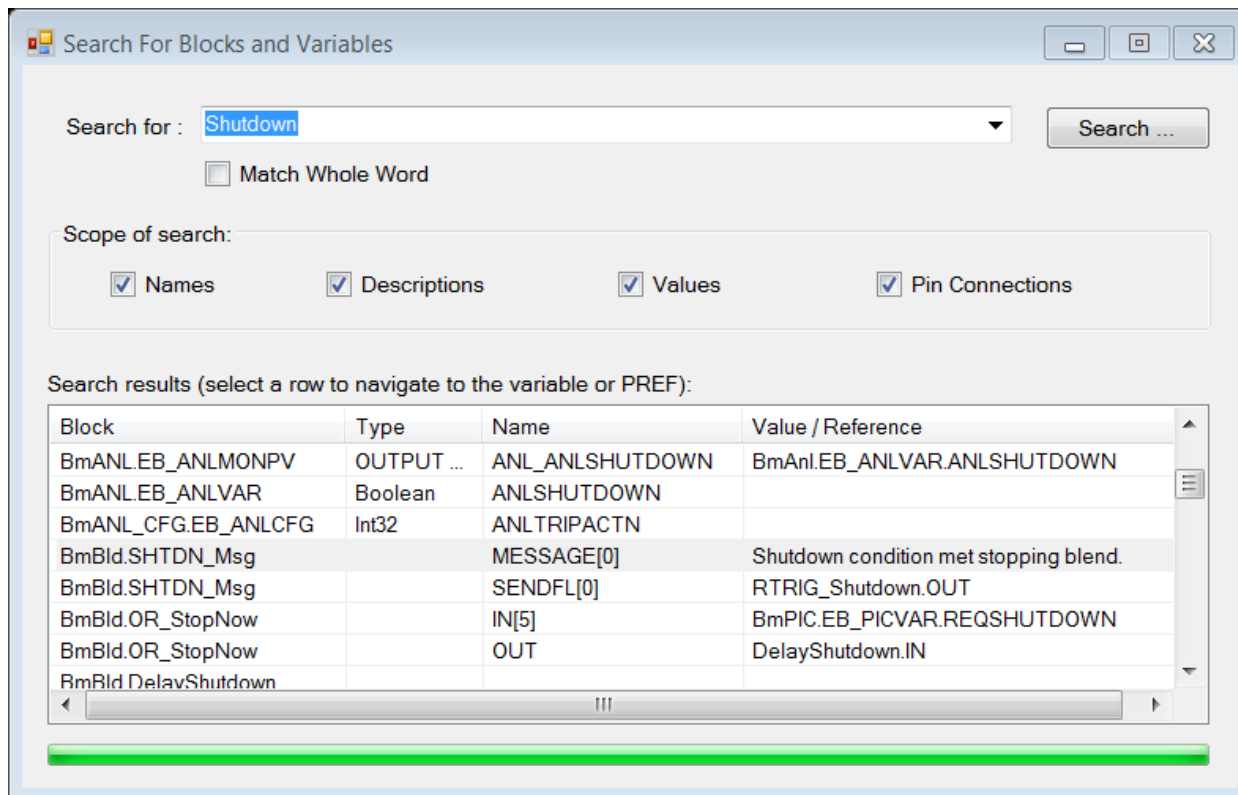 Search For Blocks and Variables
Search for : Shutdown Search ...
Match Whole Word
Scope of search:
Names Descriptions Values Pin Connections
Search results (select a row to navigate to the variable or PREF):
Block Type Name Value / Reference
BmANL.EB_ANLMONPV OUTPUT ... ANL_ANLSHUTDOWN BmAnl.EB_ANLVAR.ANLSHUTDOWN
BmANL.EB_ANLVAR Boolean ANLSHUTDOWN
BmANL_CFG.EB_ANLCFG Int32 ANLTRIPACTN
BmBld.SHTDN_Msg MESSAGE[0] Shutdown condition met stopping blend.
BmBld.SHTDN_Msg SENDFL[0] RTRIG_Shutdown.OUT
BmBld.OR_StopNow IN[5] BmPIC.EB_PICVAR.REQSHUTDOWN
BmBld.OR_StopNow OUT DelayShutdown.IN
BmBld.DelayShutdown